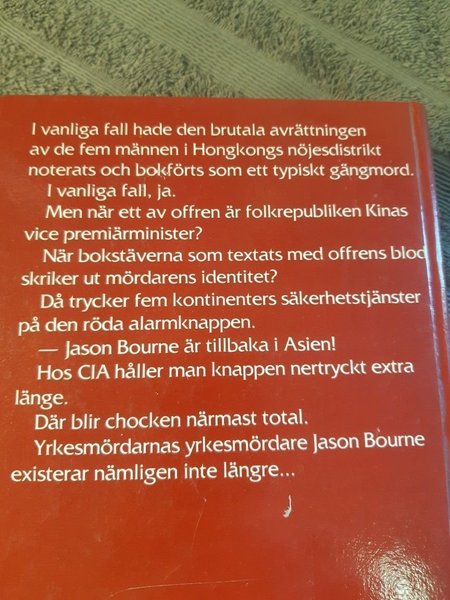 I vanliga fall hade den brutala avrättningen
av de fem männen i Hongkongs nöjesdistrikt
noterats och bokförts som ett typiskt gängmord.
I vanliga fall, ja.
Men när ett av offren är folkrepubliken Kinas
vice premiärminister?
När bokstäverna som textats med offrens blod
skriker ut mördarens identitet?
Då trycker fem kontinenters säkerhetstjänster
på den röda alarmknappen.
— Jason Bourne är tillbaka i Asien!
Hos CIA håller man knappen nertryckt extra
länge.
Där blir chocken närmast total.
Yrkesmördarnas yrkesmördare Jason Bourne
existerar nämligen inte längre...